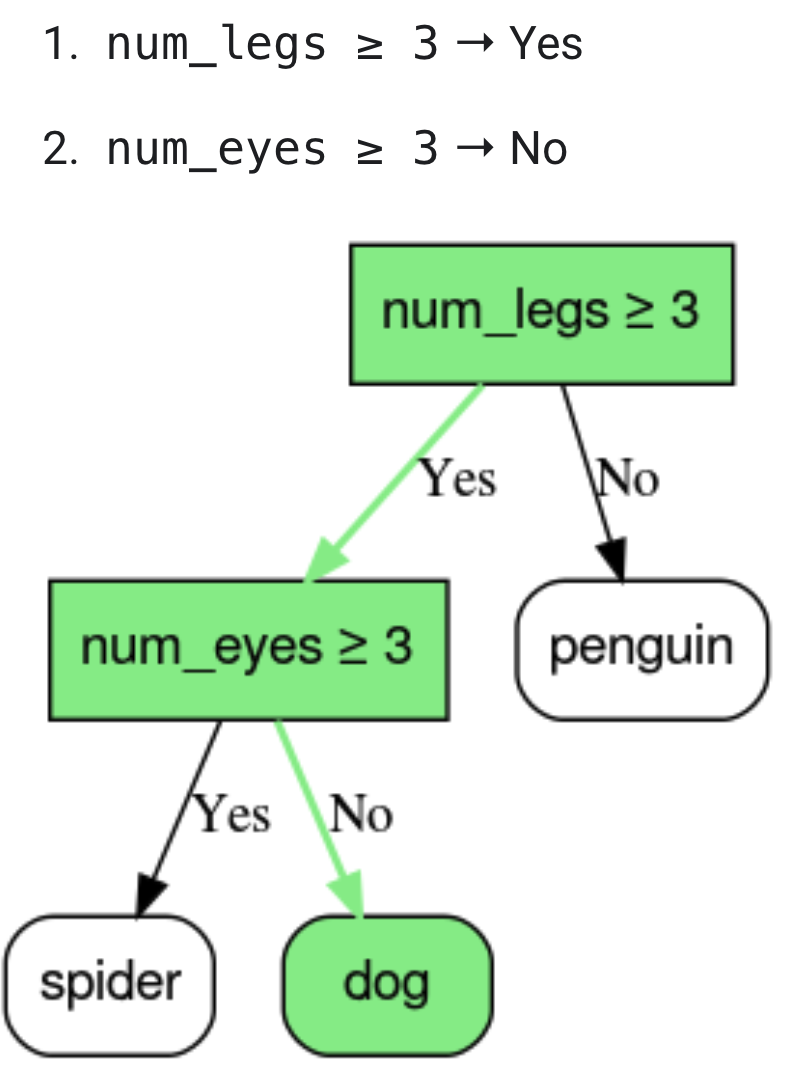 1. num_legs ≥ 3 → Yes
2. num_eyes ≥ 3 → No
num_legs ≥ 3
Yes
No
num_eyes ≥ 3
penguin
Yes
No
spider
dog